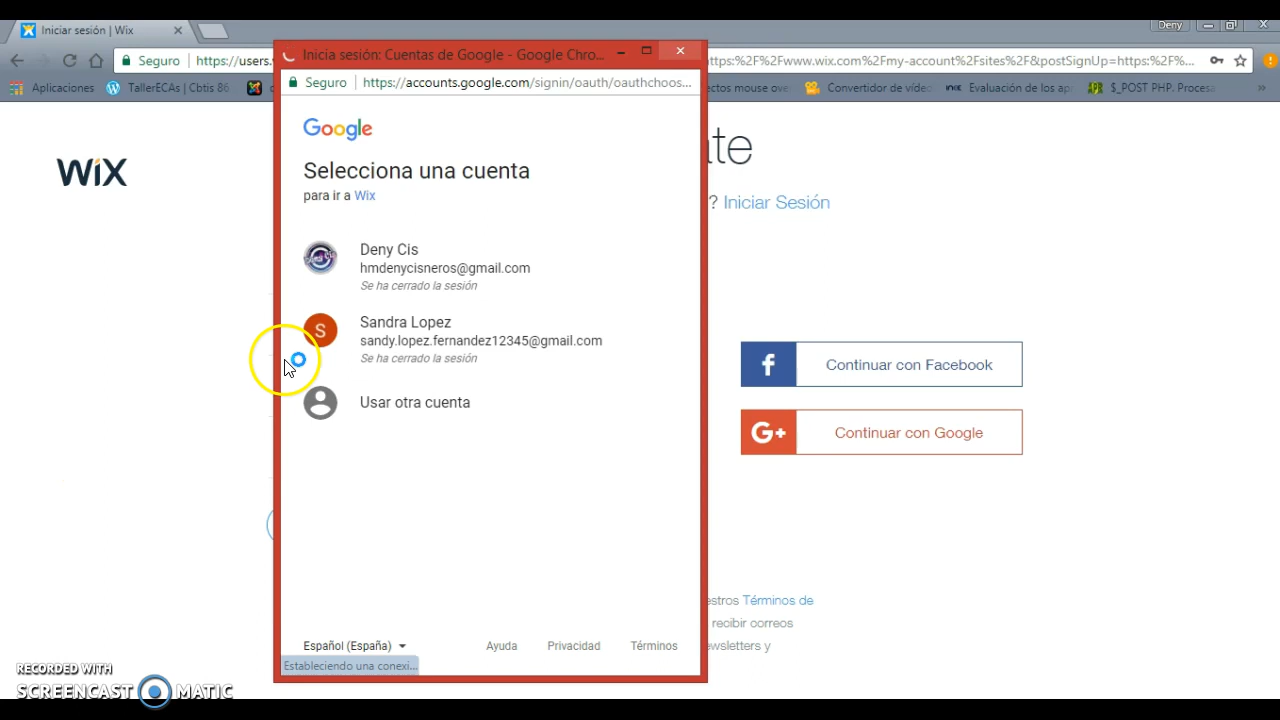 Iniciar sesión | Wix
Deny
Inicia sesión: Cuentas de Google - Google Chro...
Seguro
https://users.
https://accounts.google.com/signin/oauth/oauthchoos...
ttps:%2F%2Fwww.wix.com%2Fmy-account%2Fsites%2F&postSignUp=https:%2F%...
Aplicaciones
TallerECAs | Cbtis 86
ectos mouse ove
Convertidor de vídeo
Evaluación de los ap
$_POST PHP. Procesa
»
WiX
Google
Selecciona una cuenta
para ir a Wix
Deny Cis
hmdenycisneros@gmail.com
Se ha cerrado la sesión
S
Sandra Lopez
sandy.lopez.fernandez12345@gmail.com
Se ha cerrado la sesión
Usar otra cuenta
Español (España)
Ayuda
Privacidad
Términos
Estableciendo una conexi...
ate
? Iniciar Sesión
f Continuar con Facebook
G+ Continuar con Google
estros Términos de
recibir correos
ewsletters y
RECORDED WITH
SCREENCAST MATIC